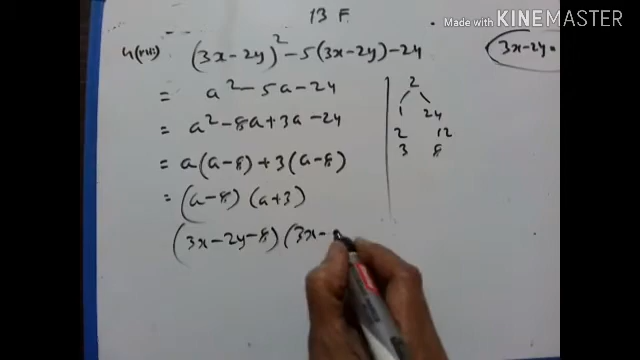 13 F.
Made with KINEMASTER
4(viii) (3x-2y)² - 5(3x-2y) - 24
3x-2y =
= a² - 5a - 24
= a² - 8a + 3a - 24
= a(a-8) + 3(a-8)
= (a-8) (a+3)
(3x-2y-8) (3x-
2
1 24
2 12
3 8